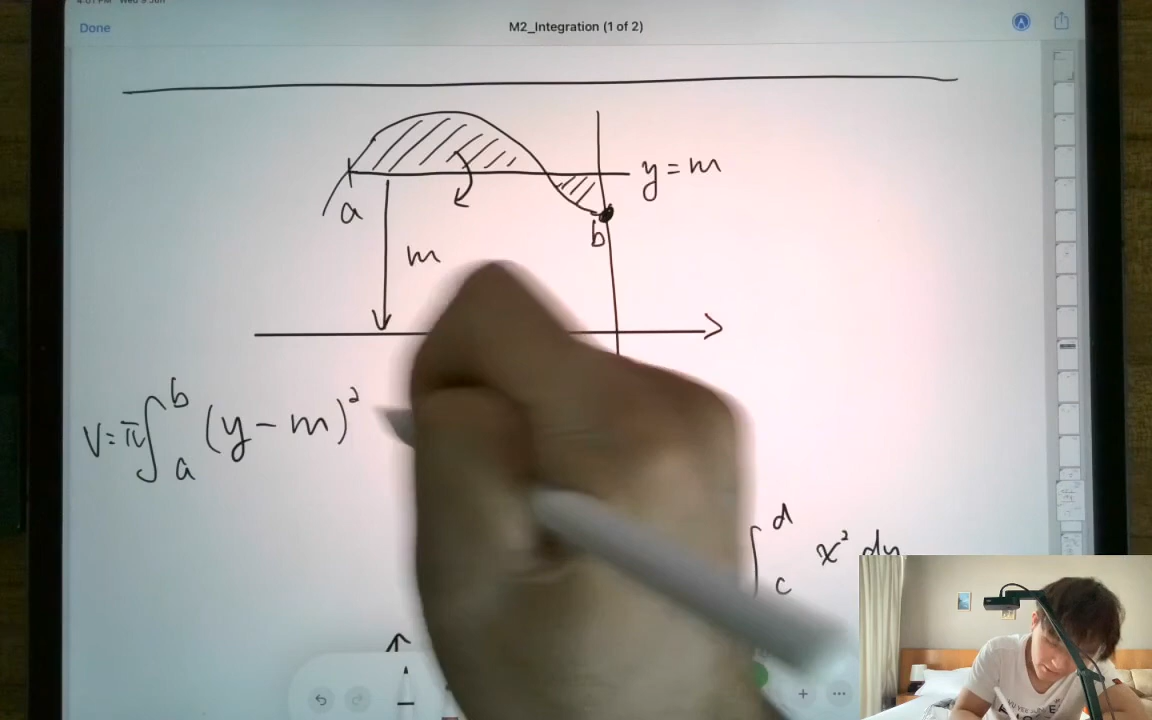 Done
M2_Integration (1 of 2)
y = m
a
b
m
V = π∫ₐᵇ (y - m)²
∫ d c x² dy